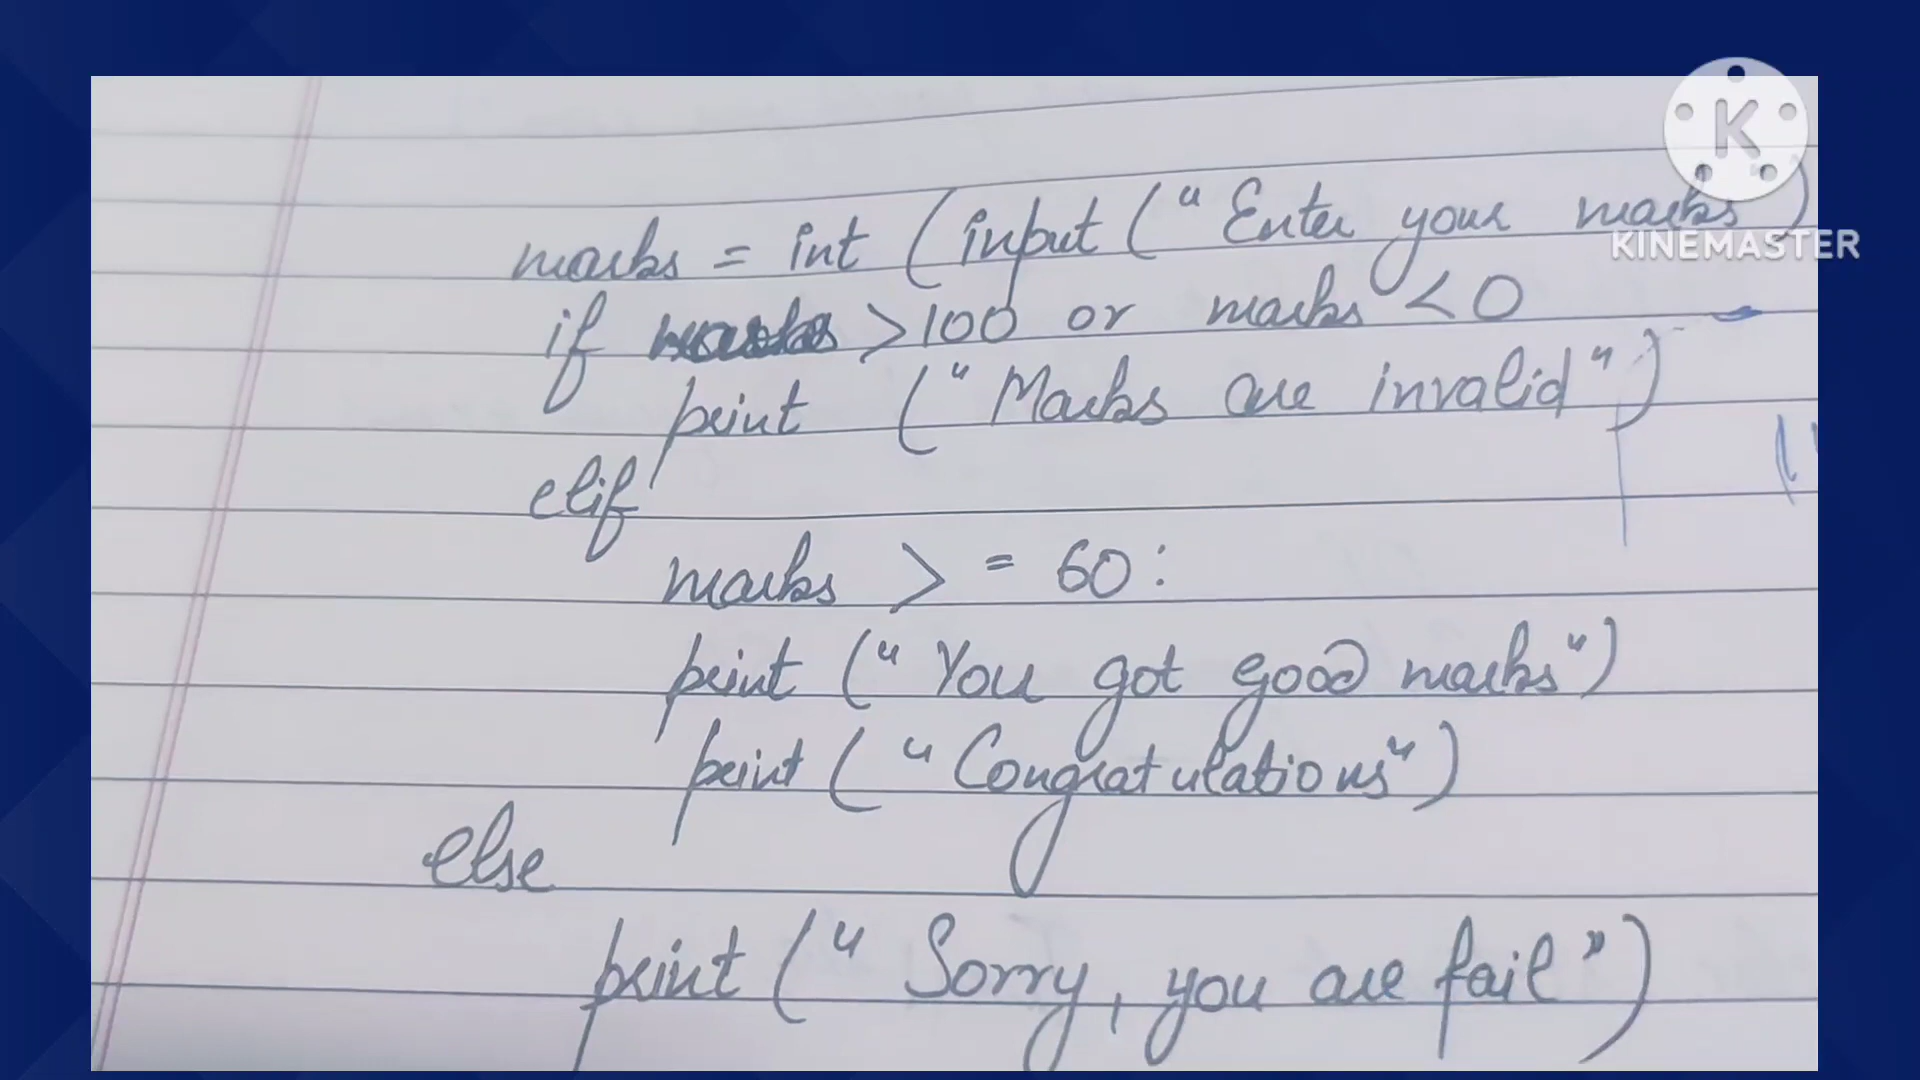 marks = int (input ("Enter your marks)
if marks >100 or marks <0
print ("Marks are invalid")
elif
marks > = 60:
print ("You got good marks")
print ("Congratulations")
else
print ("Sorry, you are fail")
K
KINEMASTER